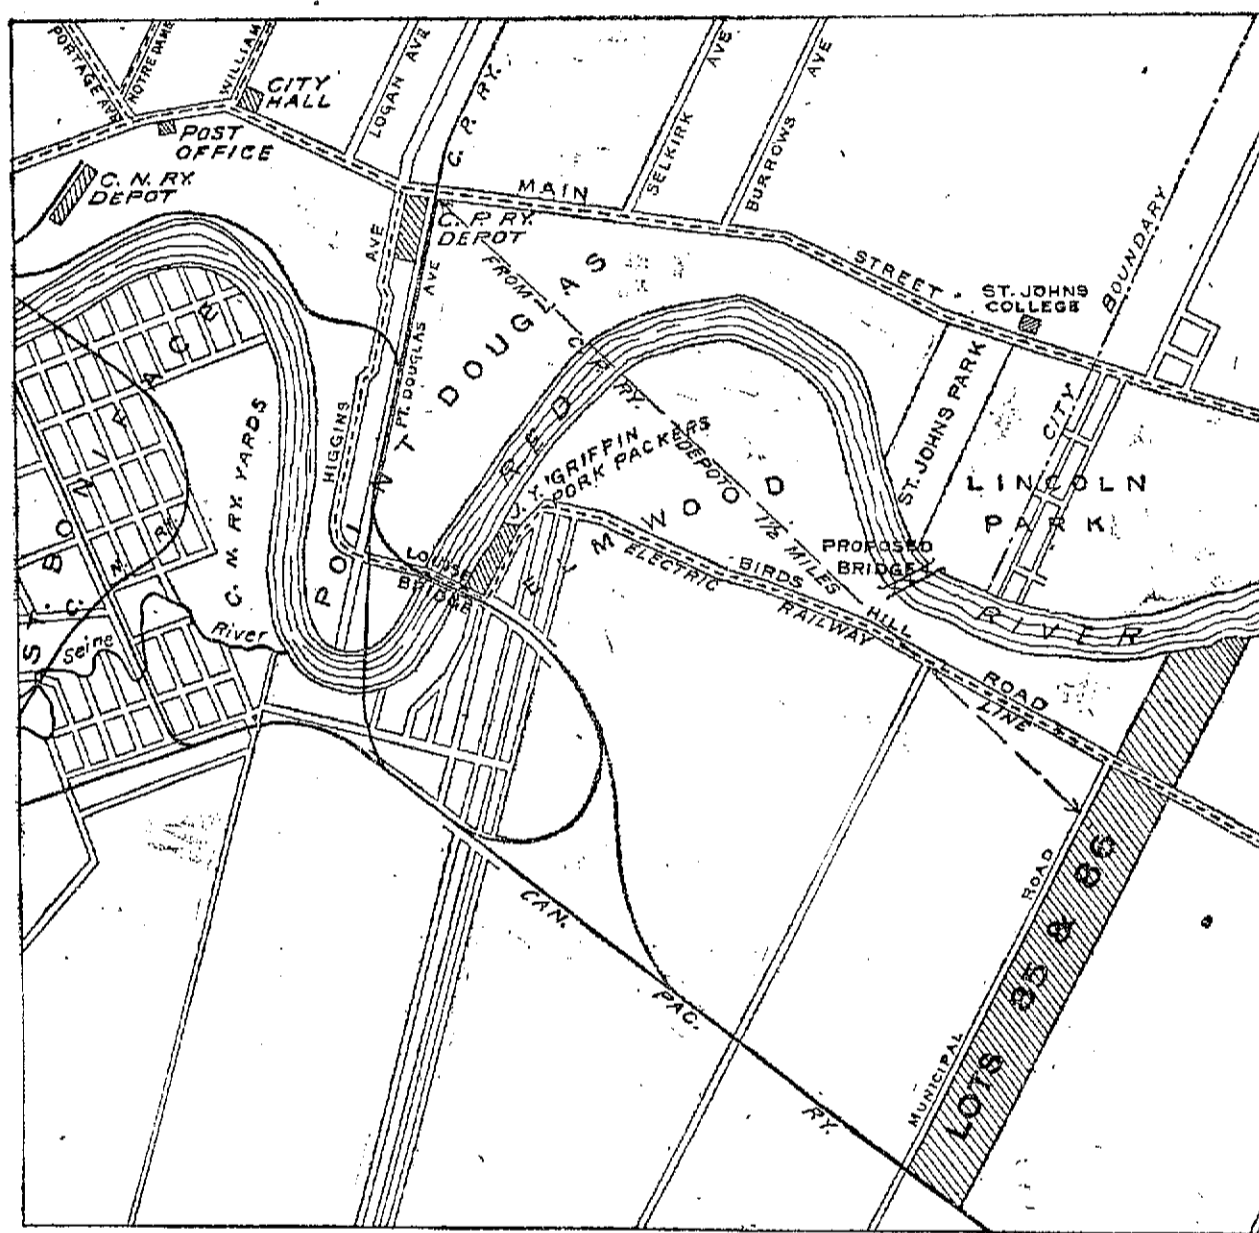 PORTAGE AVE
NOTRE DAME
WILLIAM
CITY
HALL
POST
OFFICE
LOGAN AVE
C. P. RY.
SELKIRK AVE
BURROWS AVE
C. N. RY.
DEPOT
MAIN STREET
C. P. RY.
DEPOT
HIGGINS AVE
PT. DOUGLAS AVE
POINT DOUGLAS
FROM C. P. RY. DEPOT 1 1/2 MILES
ST. JOHNS
COLLEGE
CITY BOUNDARY
ST. JOHNS PARK
LINCOLN
PARK
PROPOSED
BRIDGE
RED RIVER
J. Y. GRIFFIN
PORK PACKERS
LOUISE
BRIDGE
ELMWOOD
BIRDS HILL ROAD
ELECTRIC RAILWAY LINE
ST. BONIFACE
C. N. RY.
C. N. RY. YARDS
Seine River
CAN. PAC. RY.
MUNICIPAL ROAD
LOTS 85 & 86